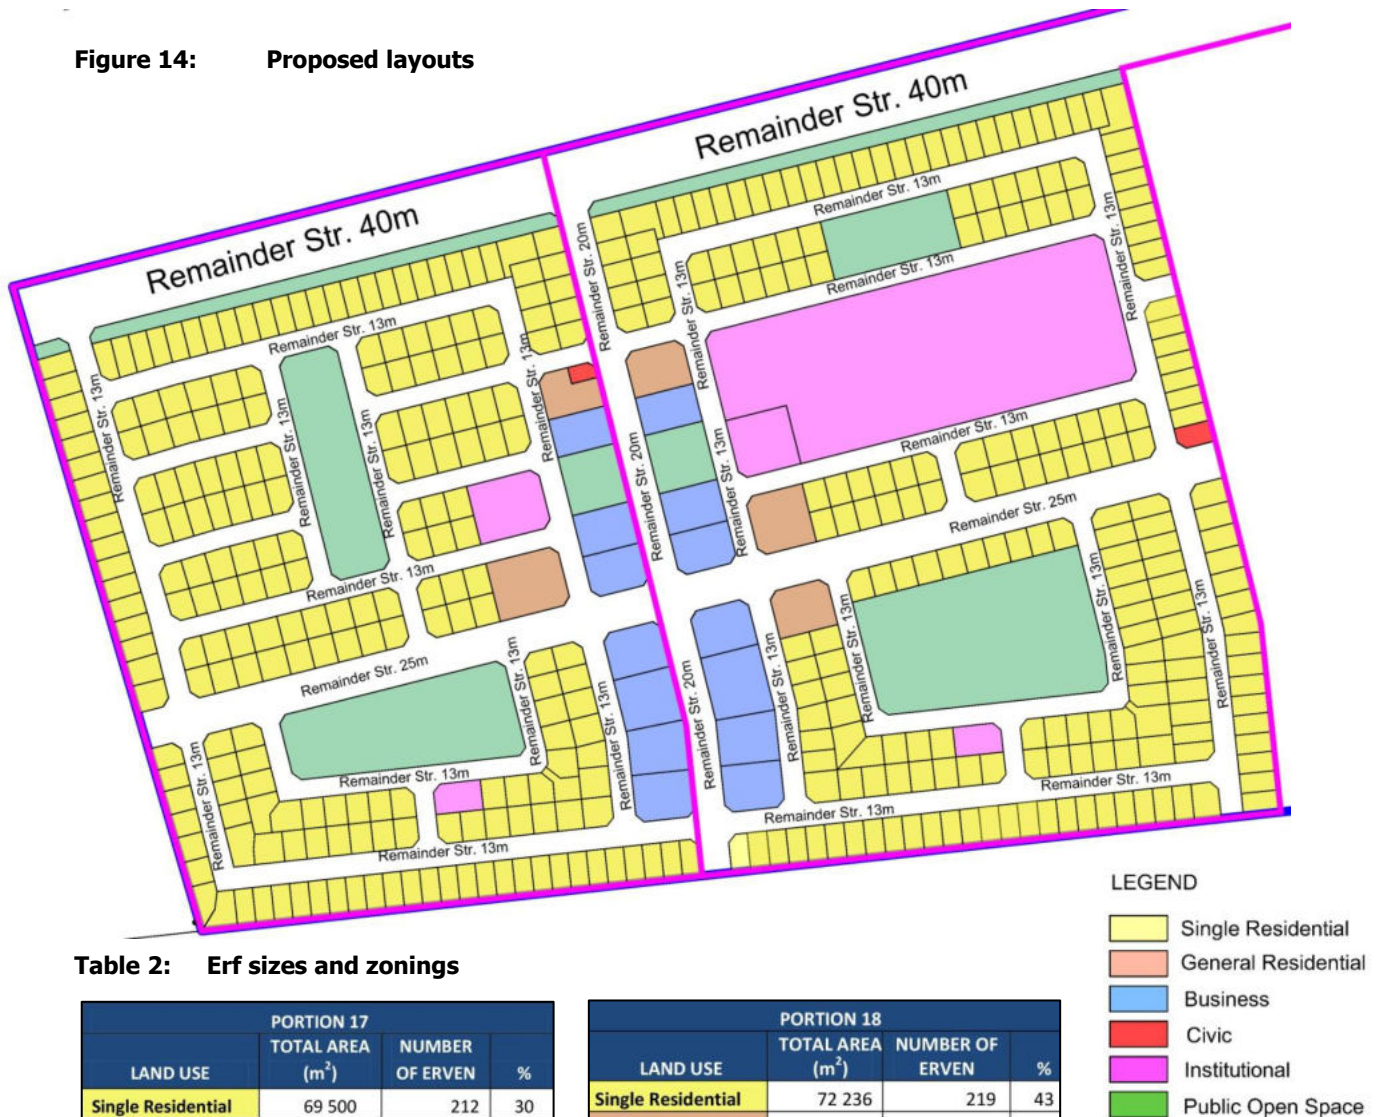 Figure 14: Proposed layouts
Remainder Str. 40m
Remainder Str. 40m
Remainder Str. 13m
Remainder Str. 13m
Remainder Str. 13m
Remainder Str. 13m
Remainder Str. 20m
Remainder Str. 13m
Remainder Str. 13m
Remainder Str. 13m
Remainder Str. 13m
Remainder Str. 13m
Remainder Str. 13m
Remainder Str. 13m
Remainder Str. 13m
Remainder Str. 13m
Remainder Str. 20m
Remainder Str. 13m
Remainder Str. 13m
Remainder Str. 25m
Remainder Str. 13m
Remainder Str. 25m
Remainder Str. 13m
Remainder Str. 13m
Remainder Str. 20m
Remainder Str. 13m
Remainder Str. 13m
Remainder Str. 13m
Remainder Str. 13m
Remainder Str. 13m
Remainder Str. 13m
Remainder Str. 13m
Remainder Str. 13m
Remainder Str. 13m
LEGEND
Single Residential
General Residential
Business
Civic
Institutional
Public Open Space
Table 2: Erf sizes and zonings
PORTION 17
LAND USE TOTAL AREA (m²) NUMBER OF ERVEN %
Single Residential 69 500 212 30
PORTION 18
LAND USE TOTAL AREA (m²) NUMBER OF ERVEN %
Single Residential 72 236 219 43